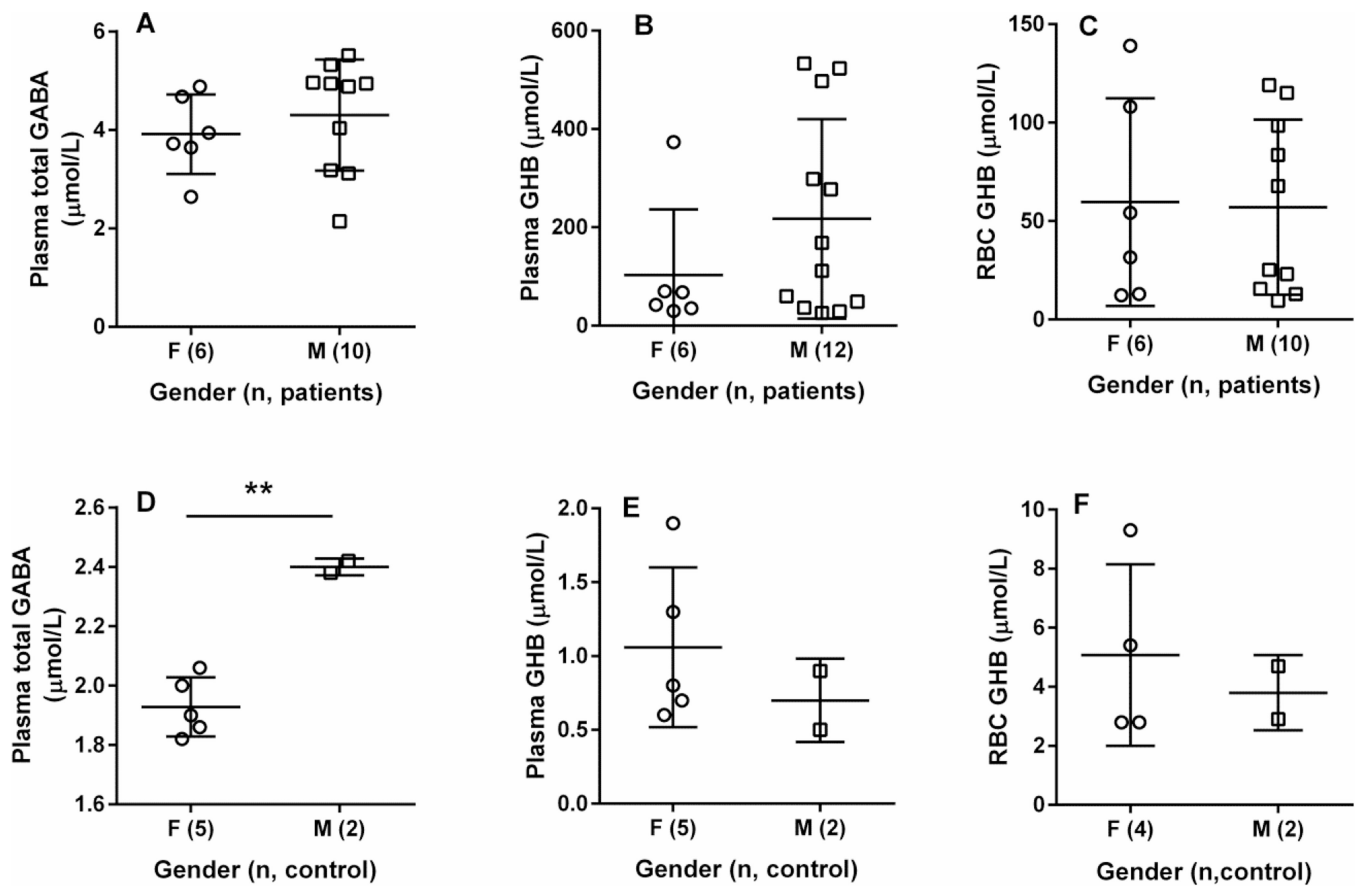 A
Plasma total GABA
(μmol/L)
6
4
2
0
F (6)
M (10)
Gender (n, patients)
B
Plasma GHB (μmol/L)
600
400
200
0
F (6)
M (12)
Gender (n, patients)
C
RBC GHB (μmol/L)
150
100
50
0
F (6)
M (10)
Gender (n, patients)
D
**
Plasma total GABA
(μmol/L)
2.6
2.4
2.2
2.0
1.8
1.6
F (5)
M (2)
Gender (n, control)
E
Plasma GHB (μmol/L)
2.0
1.5
1.0
0.5
0.0
F (5)
M (2)
Gender (n, control)
F
RBC GHB (μmol/L)
10
8
6
4
2
0
F (4)
M (2)
Gender (n,control)